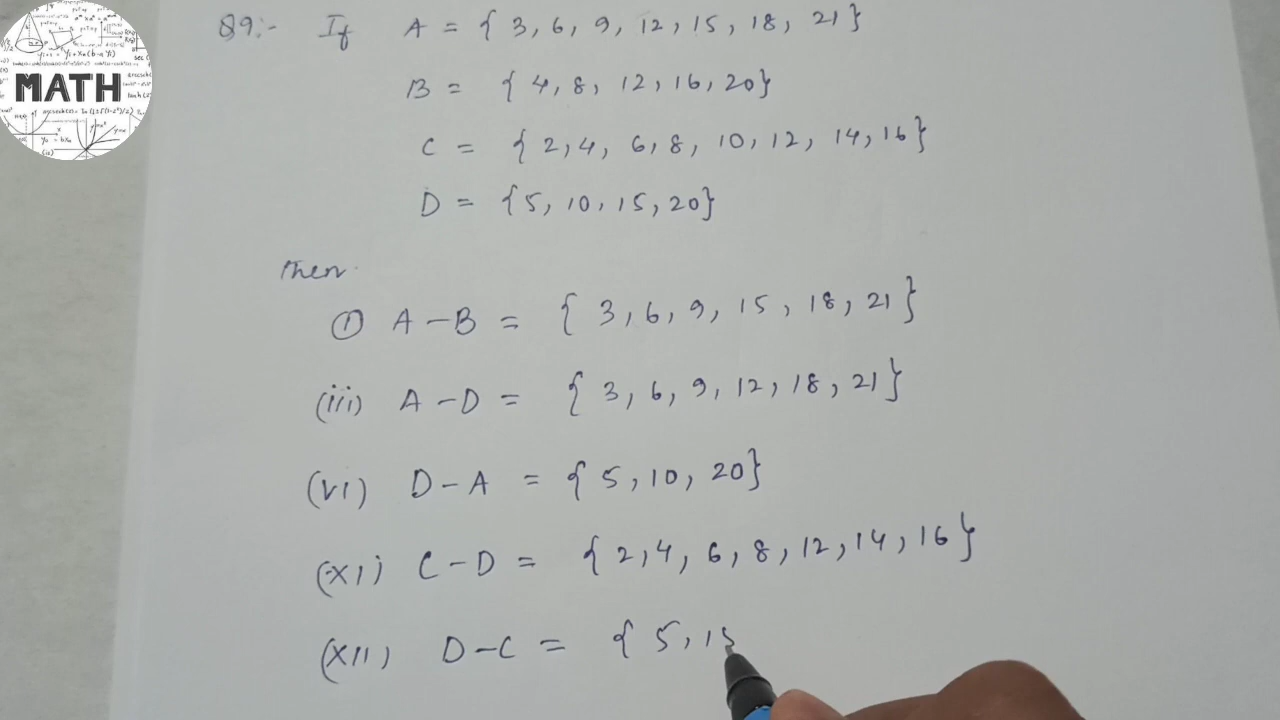 MATH
Q9:- If A = { 3, 6, 9, 12, 15, 18, 21 }
B = { 4, 8, 12, 16, 20}
C = { 2, 4, 6, 8, 10, 12, 14, 16}
D = {5, 10, 15, 20}
then
(i) A - B = { 3, 6, 9, 15, 18, 21 }
(iii) A - D = { 3, 6, 9, 12, 18, 21}
(vi) D - A = { 5, 10, 20}
(xi) C - D = { 2, 4, 6, 8, 12, 14, 16}
(xii) D - C = { 5, 15